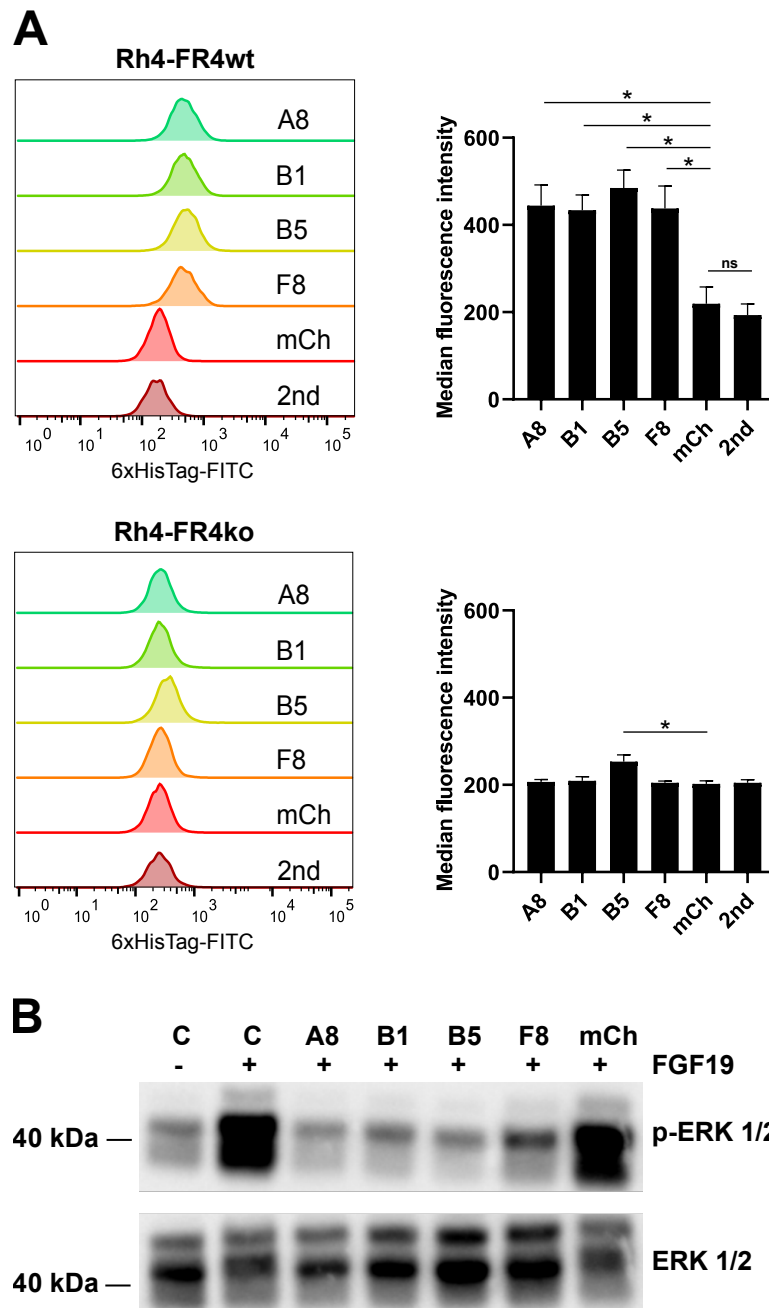 A
Rh4-FR4wt
A8
B1
B5
F8
mCh
2nd
10^0 10^1 10^2 10^3 10^4 10^5
6xHisTag-FITC
Median fluorescence intensity
600
400
200
0
*
*
*
*
ns
A8 B1 B5 F8 mCh 2nd
Rh4-FR4ko
A8
B1
B5
F8
mCh
2nd
10^0 10^1 10^2 10^3 10^4 10^5
6xHisTag-FITC
Median fluorescence intensity
600
400
200
0
*
A8 B1 B5 F8 mCh 2nd
B
C C A8 B1 B5 F8 mCh
- + + + + + + FGF19
40 kDa p-ERK 1/2
ERK 1/2
40 kDa